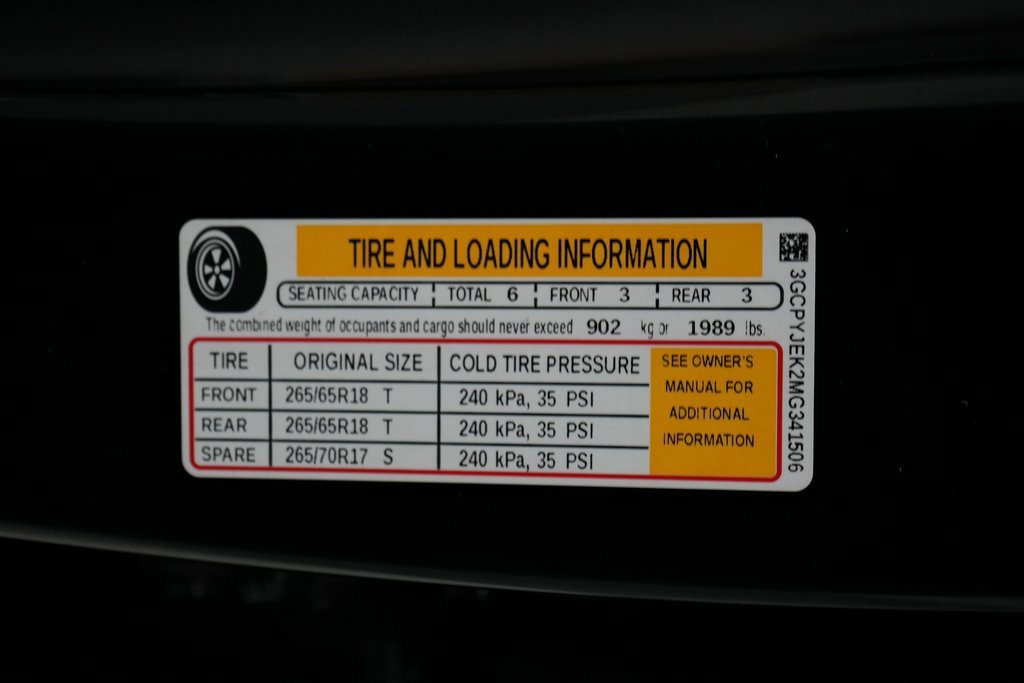 TIRE AND LOADING INFORMATION
SEATING CAPACITY TOTAL 6 FRONT 3 REAR 3
The combined weight of occupants and cargo should never exceed 902 kg or 1989 lbs.
TIRE ORIGINAL SIZE COLD TIRE PRESSURE
FRONT 265/65R18 T 240 kPa, 35 PSI
REAR 265/65R18 T 240 kPa, 35 PSI
SPARE 265/70R17 S 240 kPa, 35 PSI
SEE OWNER'S
MANUAL FOR
ADDITIONAL
INFORMATION
3GCPYJEK2MG341506